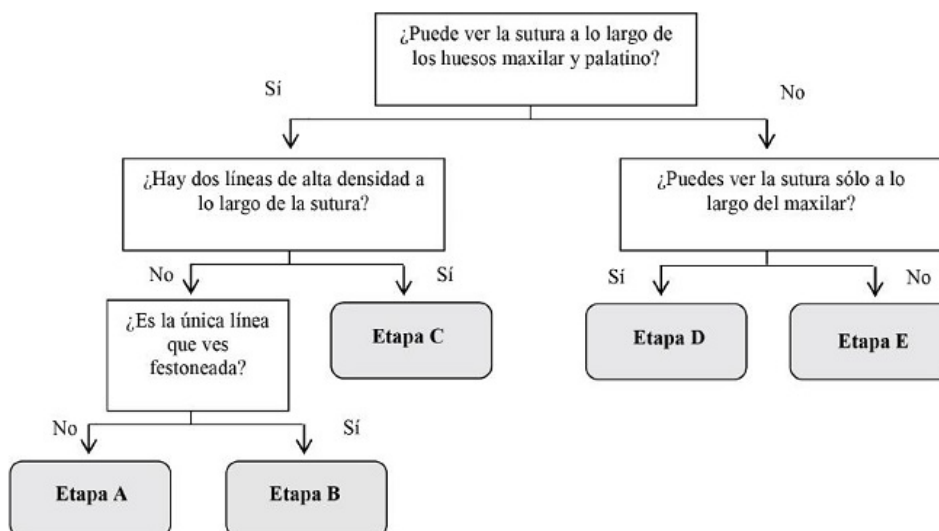 ¿Puede ver la sutura a lo largo de
los huesos maxilar y palatino?
Sí
No
¿Hay dos líneas de alta densidad a
lo largo de la sutura?
¿Puedes ver la sutura sólo a lo
largo del maxilar?
No
Sí
Sí
No
¿Es la única línea
que ves
festoneada?
Etapa C
Etapa D
Etapa E
No
Sí
Etapa A
Etapa B